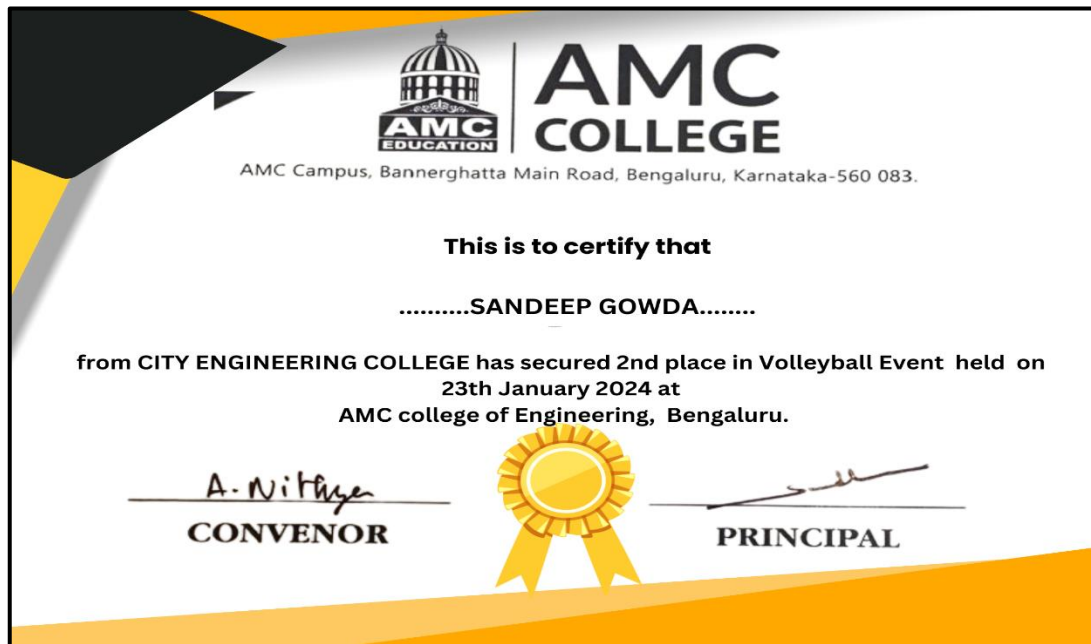 AMC
EDUCATION
AMC
COLLEGE
AMC Campus, Bannerghatta Main Road, Bengaluru, Karnataka-560 083.
This is to certify that
..........SANDEEP GOWDA........
from CITY ENGINEERING COLLEGE has secured 2nd place in Volleyball Event held on
23th January 2024 at
AMC college of Engineering, Bengaluru.
A. Nithya
CONVENOR
PRINCIPAL